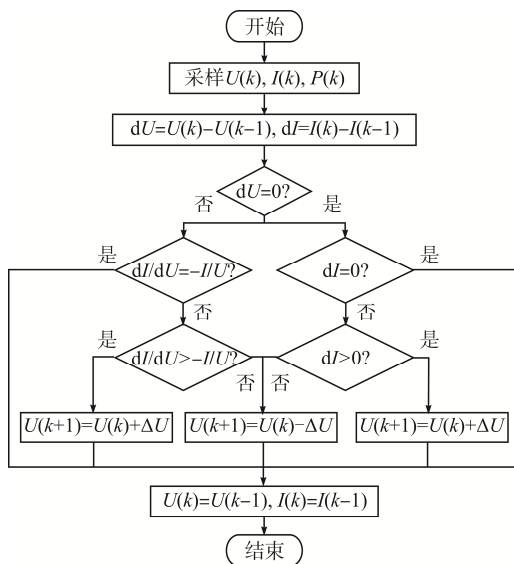 开始
采样U(k), I(k), P(k)
dU=U(k)−U(k−1), dI=I(k)−I(k−1)
dU=0?
否
是
是
dI/dU=−I/U?
dI=0?
是
否
否
是
dI/dU>−I/U?
否
否
dI>0?
是
U(k+1)=U(k)+ΔU
U(k+1)=U(k)−ΔU
U(k+1)=U(k)+ΔU
U(k)=U(k−1), I(k)=I(k−1)
结束